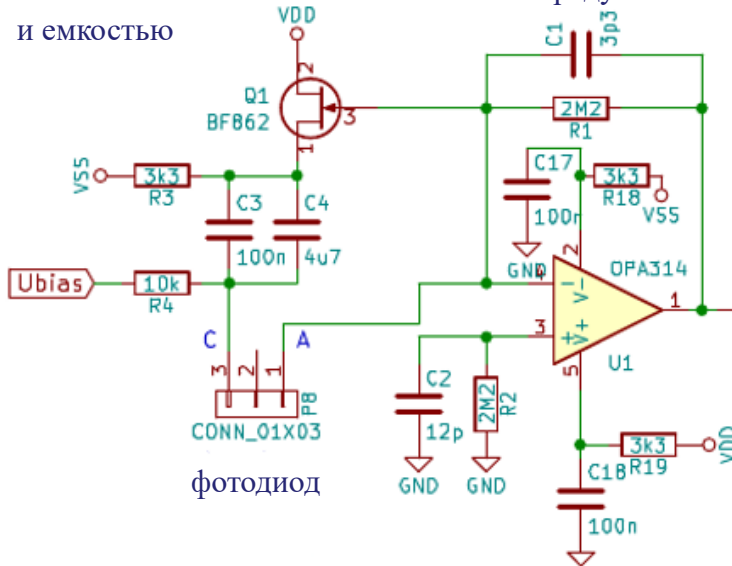 и емкостью
VDD
2
Q1
BF862
3
1
C1
3p3
2M2
R1
VSS
3k3
R3
C3
100n
C4
4u7
C17
100n
GND
3k3
R18
VSS
Ubias
10k
R4
4
2
V-
OPA314
1
3
V+
5
U1
C
A
3
2
1
P8
CONN_01X03
C2
12p
GND
2M2
R2
GND
3k3
R19
VDD
C18
100n
фотодиод